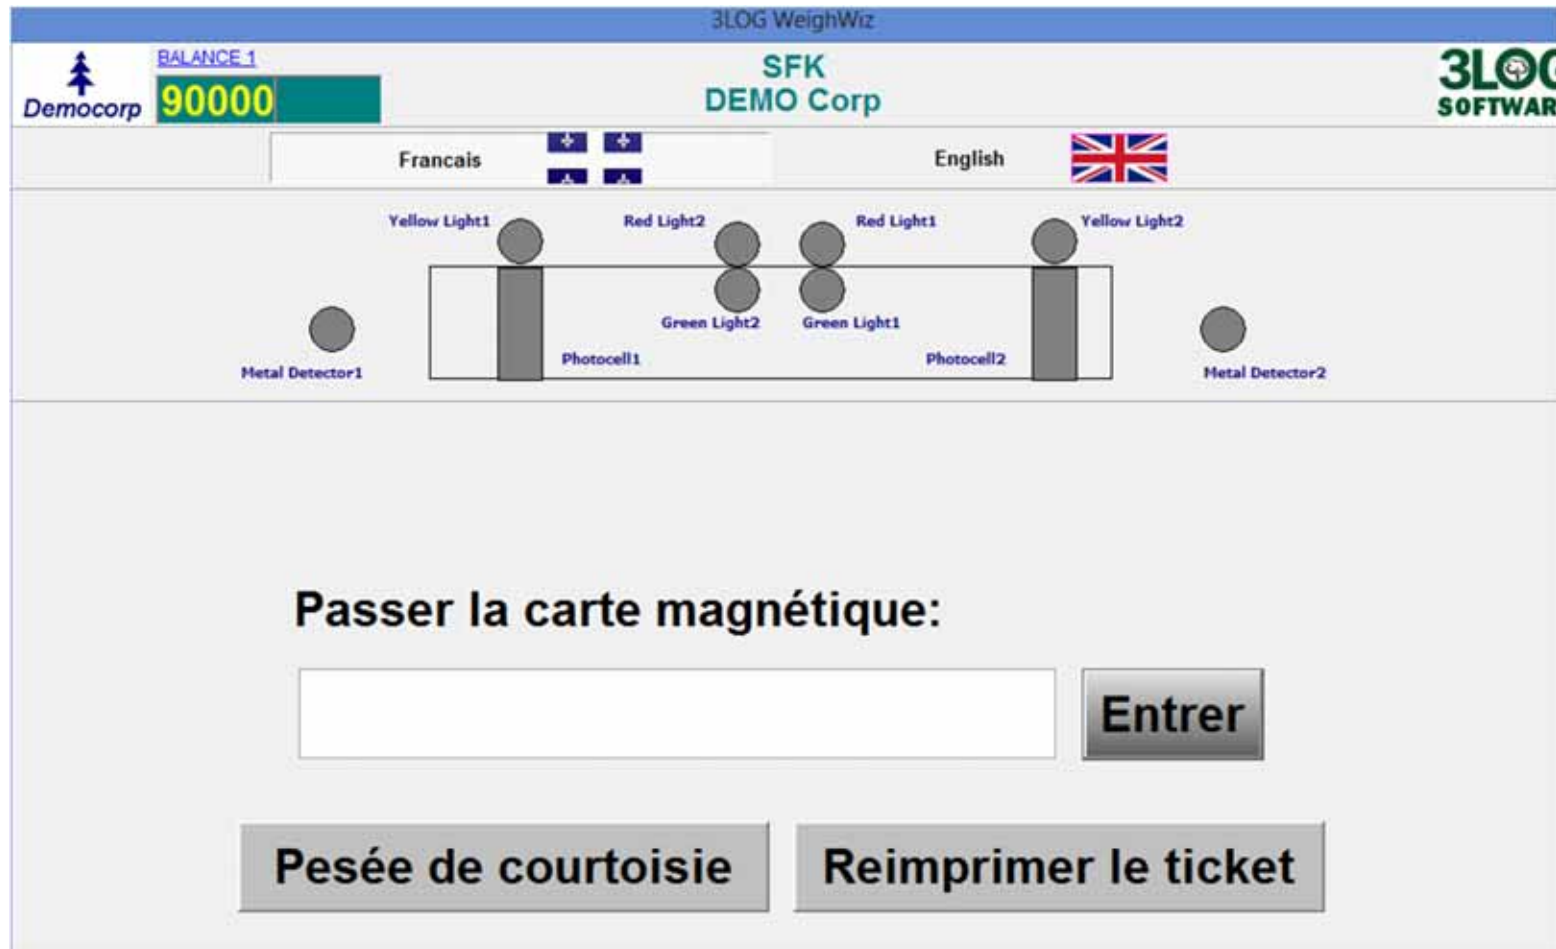 3LOG WeighWiz
Democorp
BALANCE 1
90000
SFK
DEMO Corp
3LOG
SOFTWAR
Francais
English
Yellow Light1
Red Light2
Red Light1
Yellow Light2
Green Light2
Green Light1
Photocell1
Photocell2
Metal Detector1
Metal Detector2
Passer la carte magnétique:
Entrer
Pesée de courtoisie
Reimprimer le ticket